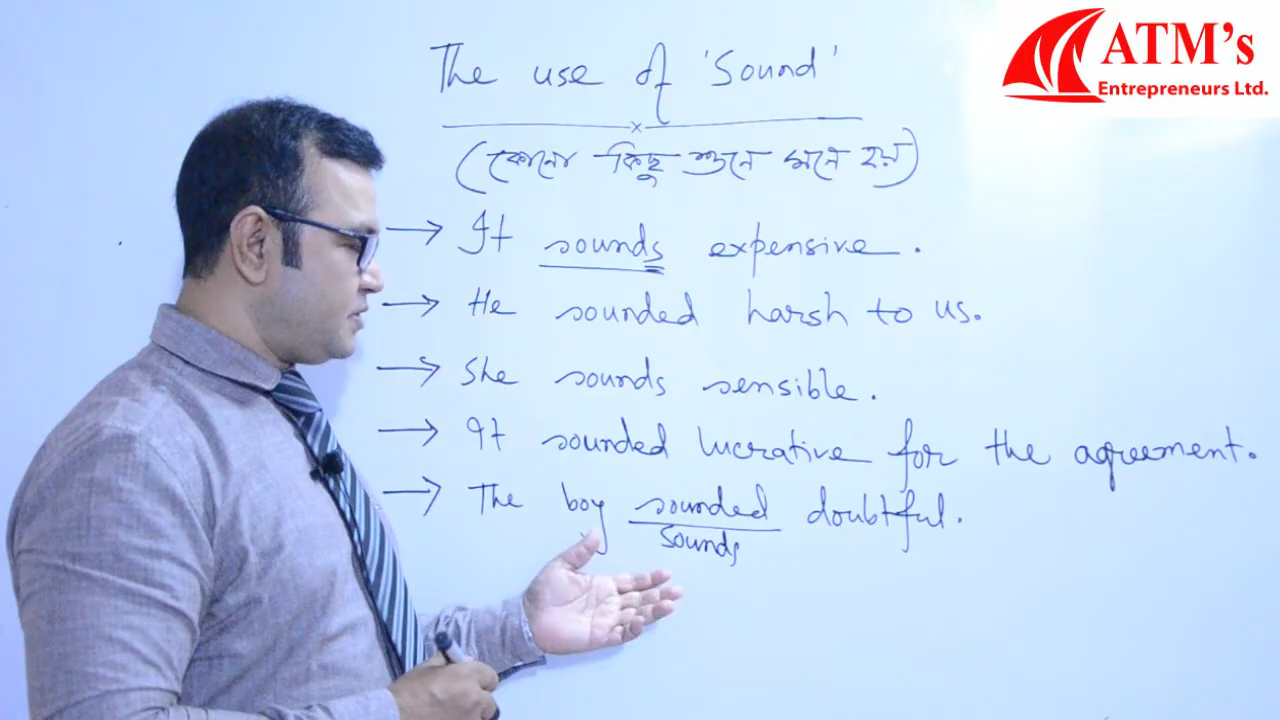 The use of 'Sound'
(কোনো কিছু শুনে মনে হয়)
→ It sounds expensive.
→ He sounded harsh to us.
→ She sounds sensible.
→ It sounded lucrative for the agreement.
→ The boy sounded doubtful.
sounds
ATM's
Entrepreneurs Ltd.